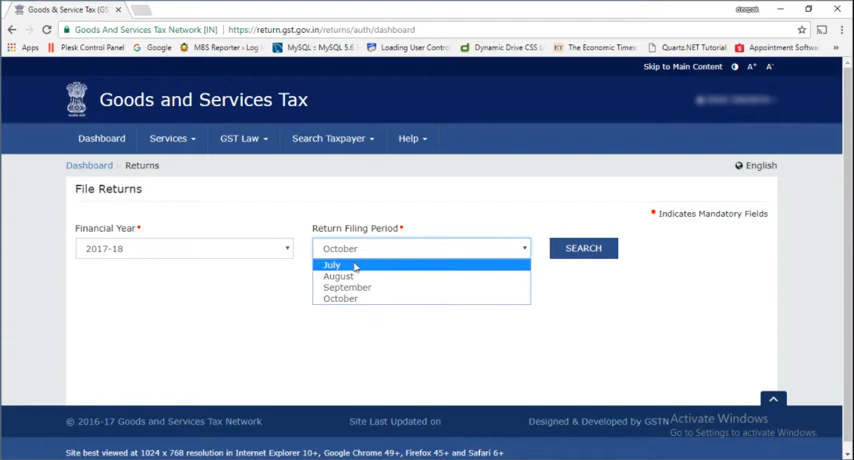 Goods & Services Tax (GS
deepak
Goods And Services Tax Network [IN]
https://return.gst.gov.in/returns/auth/dashboard
Apps
Plesk Control Panel
Google
MBS Reporter › Log I
MySQL :: MySQL 5.6
Loading User Contro
Dynamic Drive CSS L
ET The Economic Times
Quartz.NET Tutorial
Appointment Softwa
»
Skip to Main Content
A+
A-
Goods and Services Tax
Dashboard
Services
GST Law
Search Taxpayer
Help
Dashboard
Returns
English
File Returns
• Indicates Mandatory Fields
Financial Year•
Return Filing Period•
2017-18
October
SEARCH
July
August
September
October
© 2016-17 Goods and Services Tax Network
Site Last Updated on
Designed & Developed by GSTN
Activate Windows
Go to Settings to activate Windows.
Site best viewed at 1024 x 768 resolution in Internet Explorer 10+, Google Chrome 49+, Firefox 45+ and Safari 6+